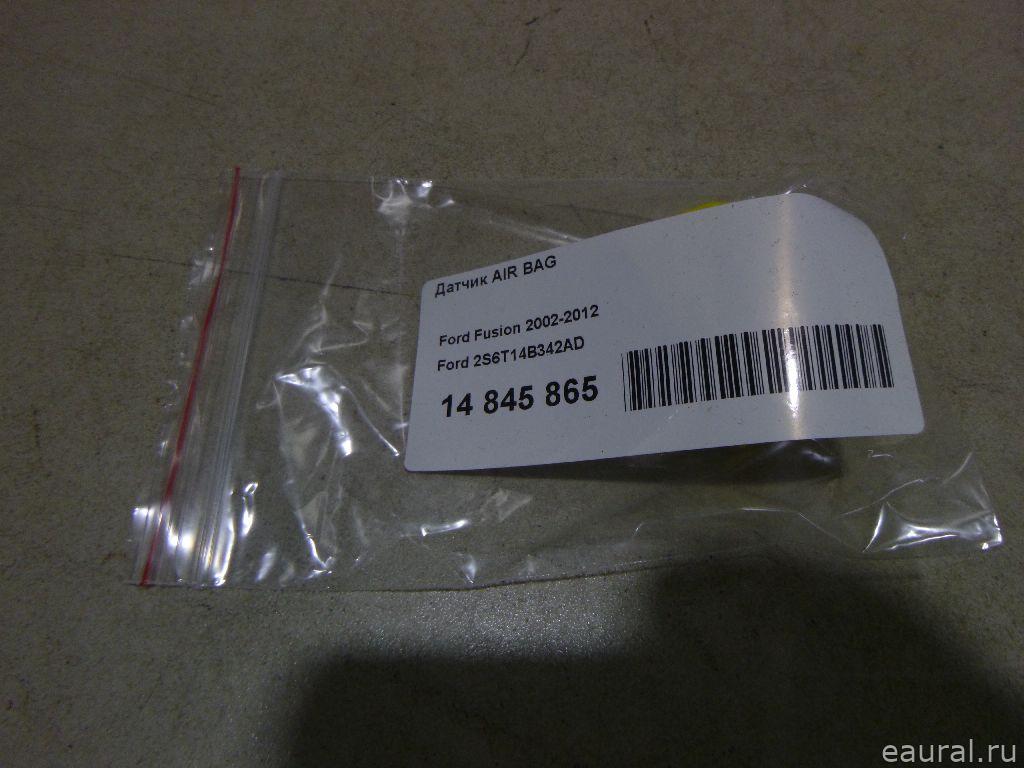 Датчик AIR BAG
Ford Fusion 2002-2012
Ford 2S6T14B342AD
14 845 865
eaural.ru